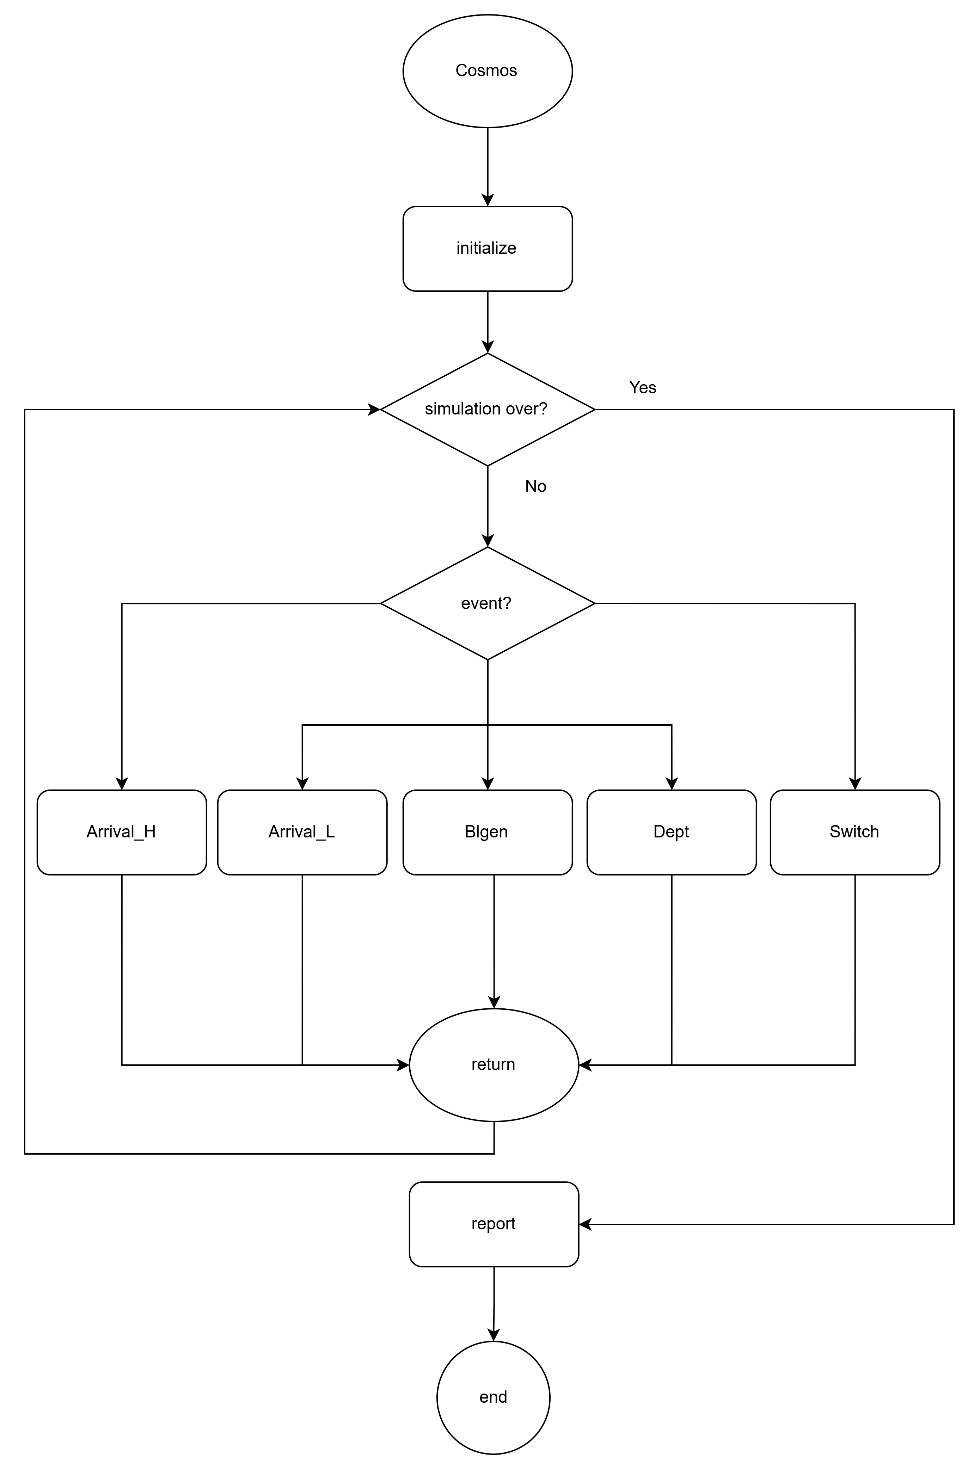 Cosmos
initialize
simulation over?
Yes
No
event?
Arrival_H
Arrival_L
Blgen
Dept
Switch
return
report
end